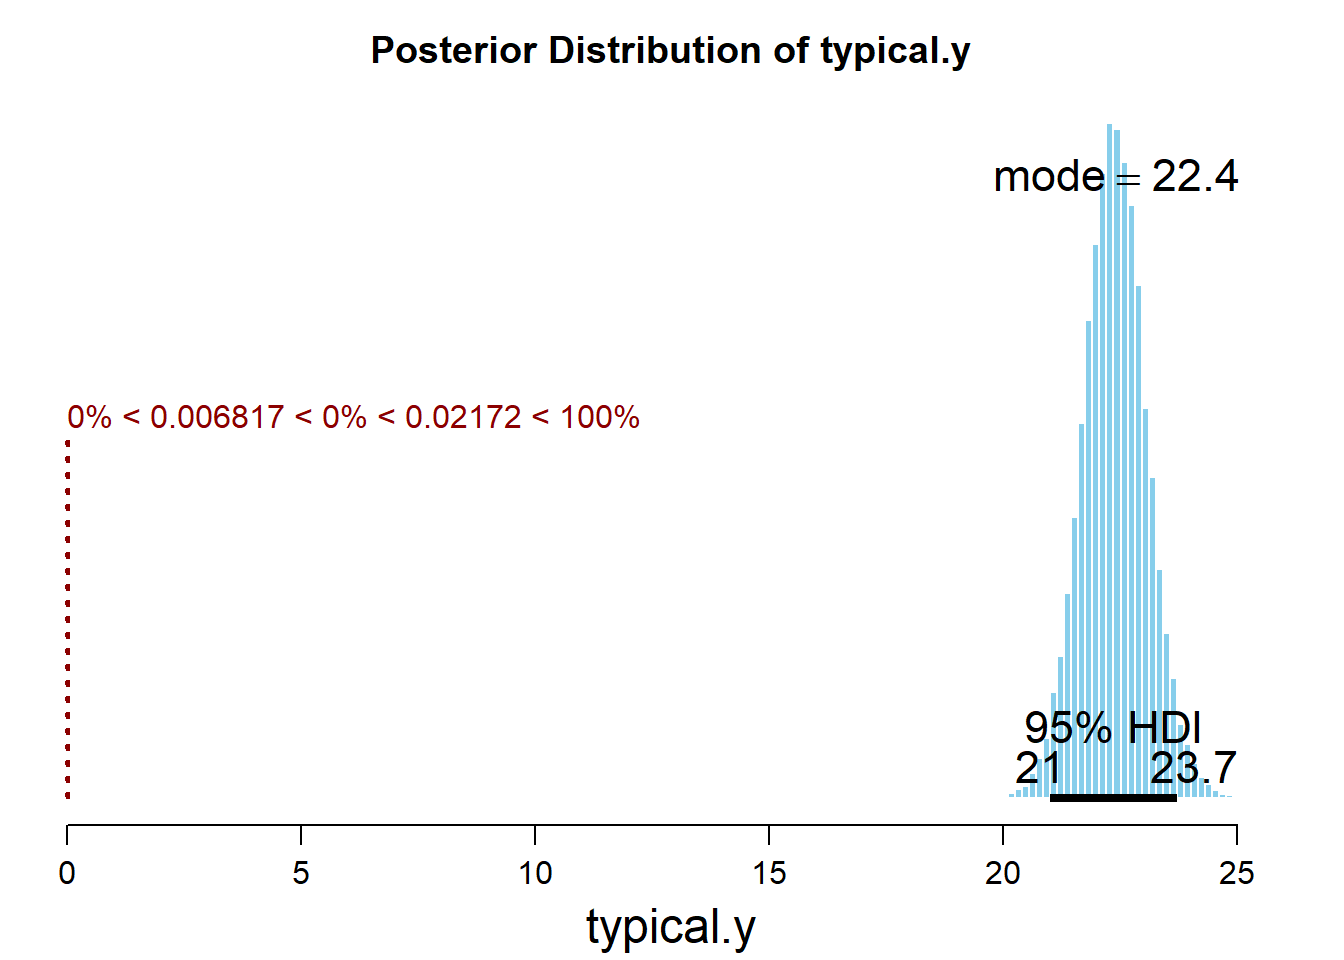 Posterior Distribution of typical.y
mode = 22.4
0% < 0.006817 < 0% < 0.02172 < 100%
95% HDI
21 23.7
0 5 10 15 20 25
typical.y